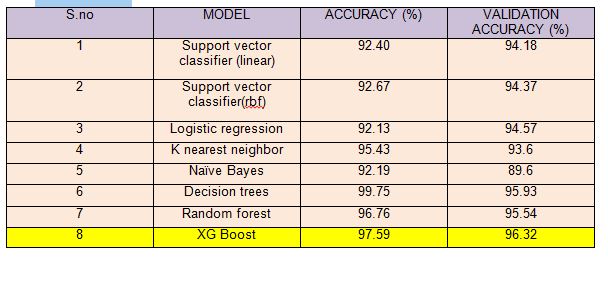 S.no MODEL ACCURACY (%) VALIDATION
ACCURACY (%)
1 Support vector 92.40 94.18
classifier (linear)
2 Support vector 92.67 94.37
classifier(rbf)
3 Logistic regression 92.13 94.57
4 K nearest neighbor 95.43 93.6
5 Naïve Bayes 92.19 89.6
6 Decision trees 99.75 95.93
7 Random forest 96.76 95.54
8 XG Boost 97.59 96.32